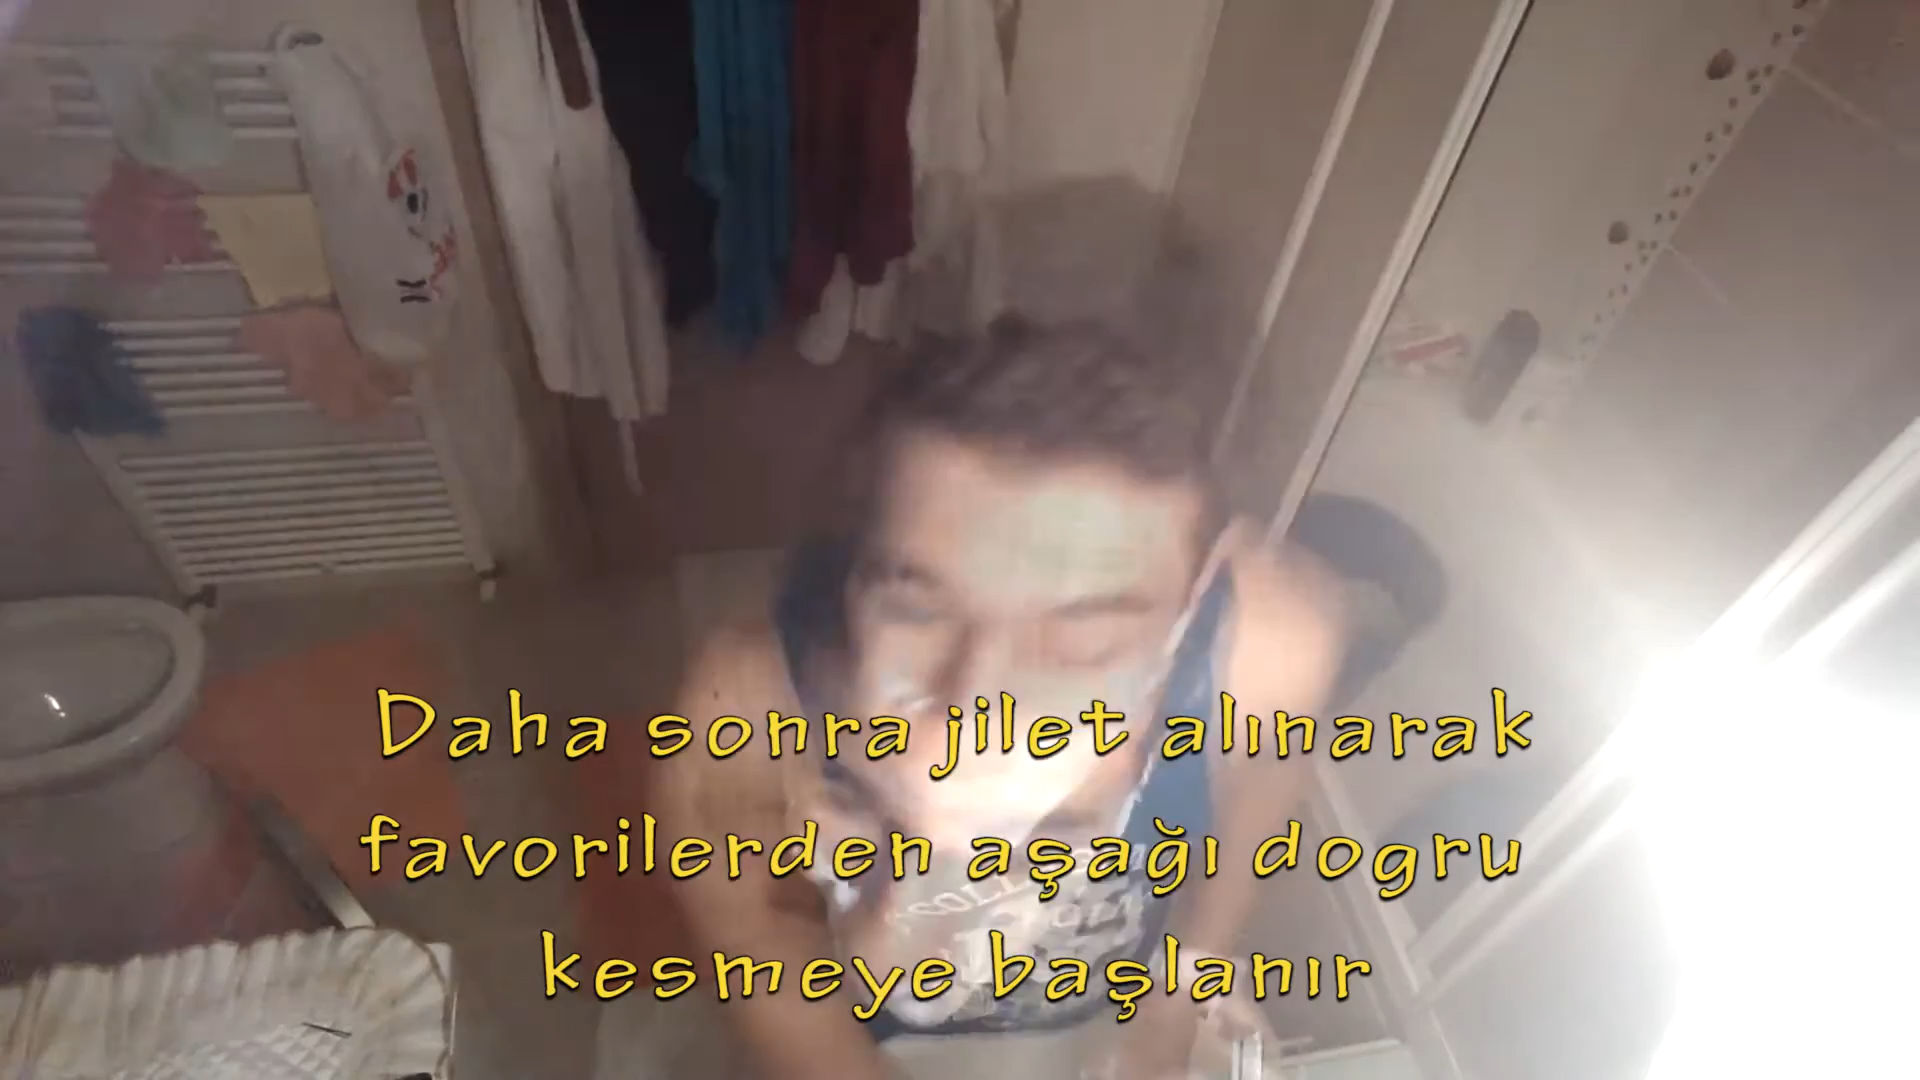 Daha sonra jilet alınarak
favorilerden aşağı dogru
kesmeye başlanır